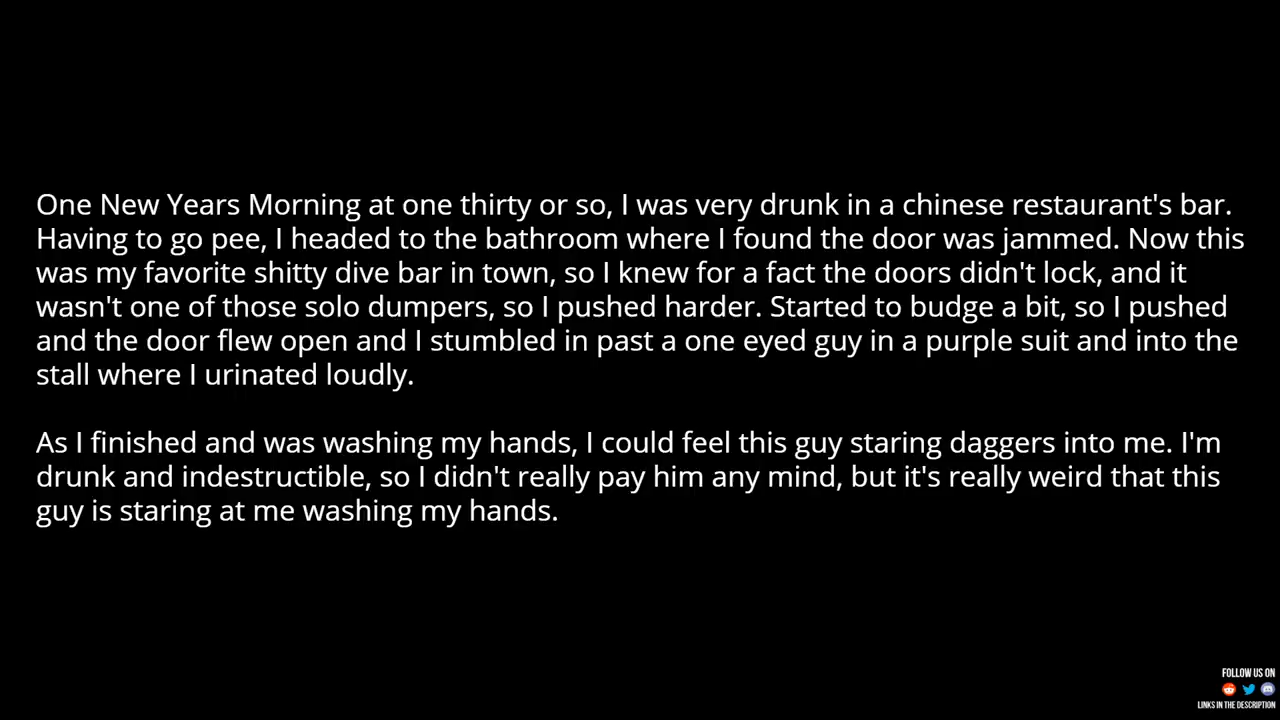 One New Years Morning at one thirty or so, I was very drunk in a chinese restaurant's bar.
Having to go pee, I headed to the bathroom where I found the door was jammed. Now this
was my favorite shitty dive bar in town, so I knew for a fact the doors didn't lock, and it
wasn't one of those solo dumpers, so I pushed harder. Started to budge a bit, so I pushed
and the door flew open and I stumbled in past a one eyed guy in a purple suit and into the
stall where I urinated loudly.
As I finished and was washing my hands, I could feel this guy staring daggers into me. I'm
drunk and indestructible, so I didn't really pay him any mind, but it's really weird that this
guy is staring at me washing my hands.
FOLLOW US ON
LINKS IN THE DESCRIPTION